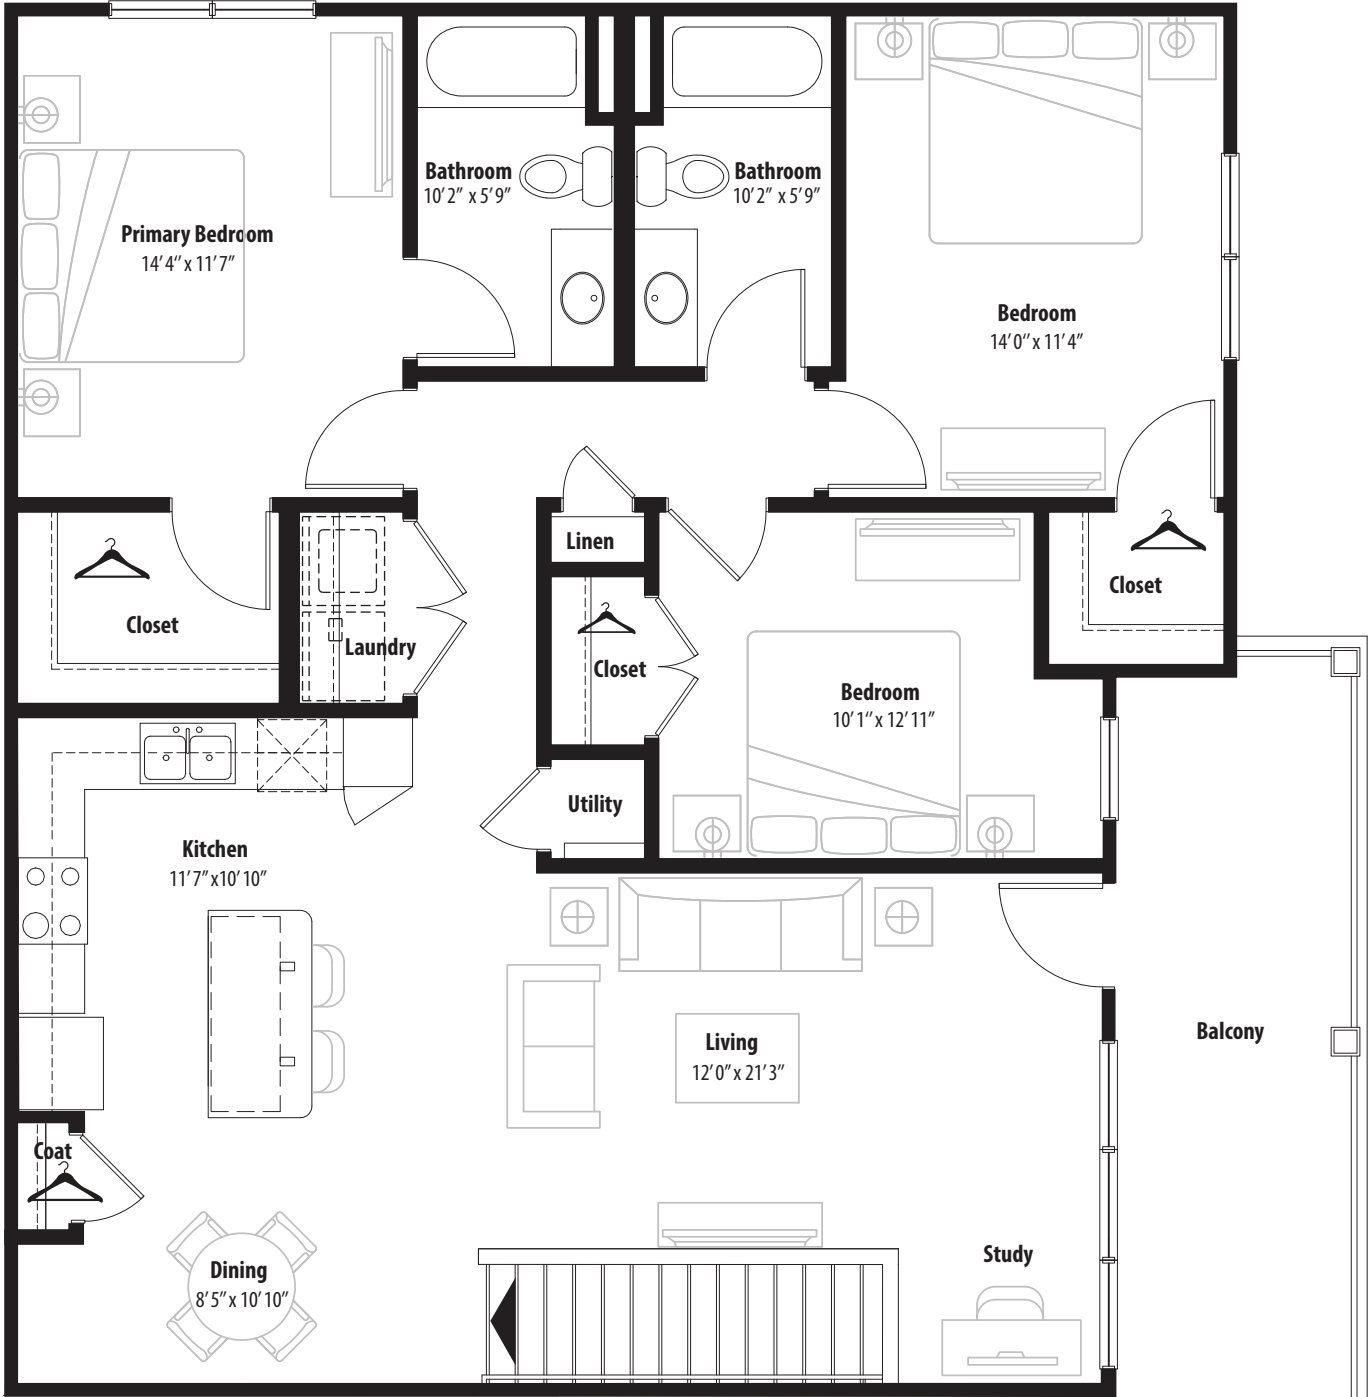 Bathroom
10'2" x 5'9"
Bathroom
10'2" x 5'9"
Primary Bedroom
14'4" x 11'7"
Bedroom
14'0" x 11'4"
Linen
Closet
Closet
Laundry
Closet
Bedroom
10'1" x 12'11"
Utility
Kitchen
11'7" x10'10"
Living
12'0" x 21'3"
Balcony
Coat
Study
Dining
8'5" x 10'10"